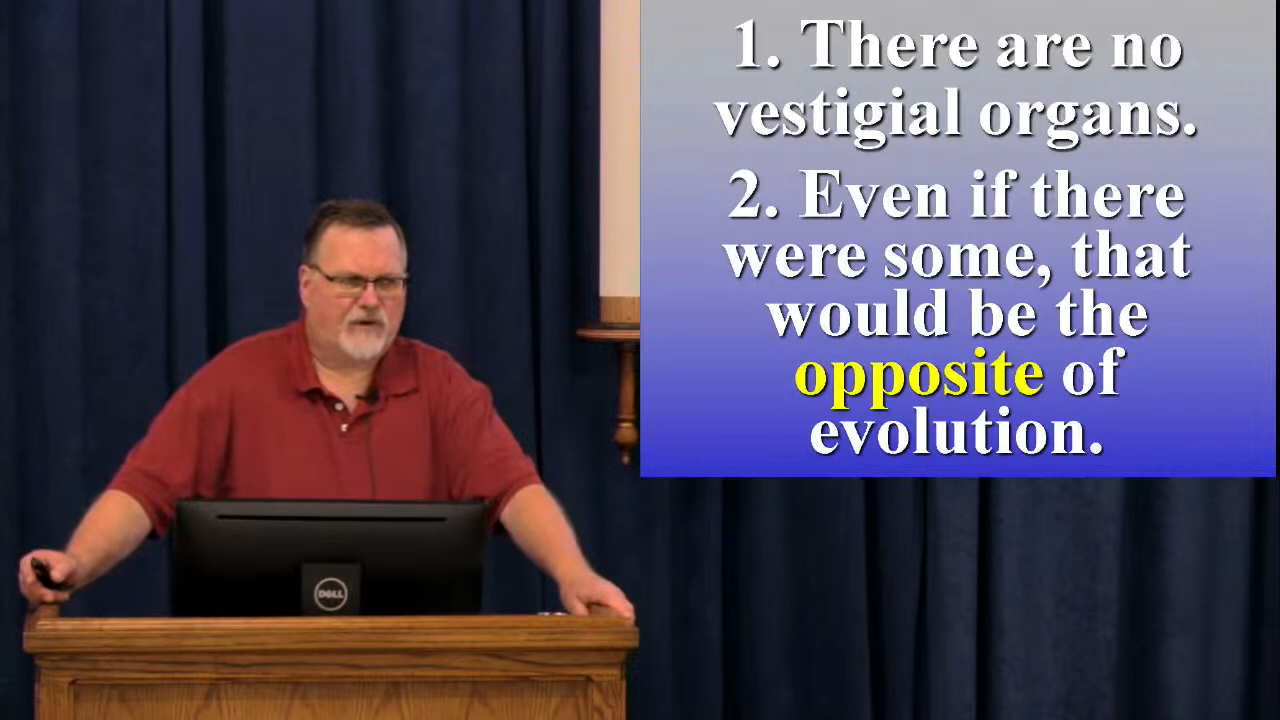 1. There are no
vestigial organs.
2. Even if there
were some, that
would be the
opposite of
evolution.
DELL